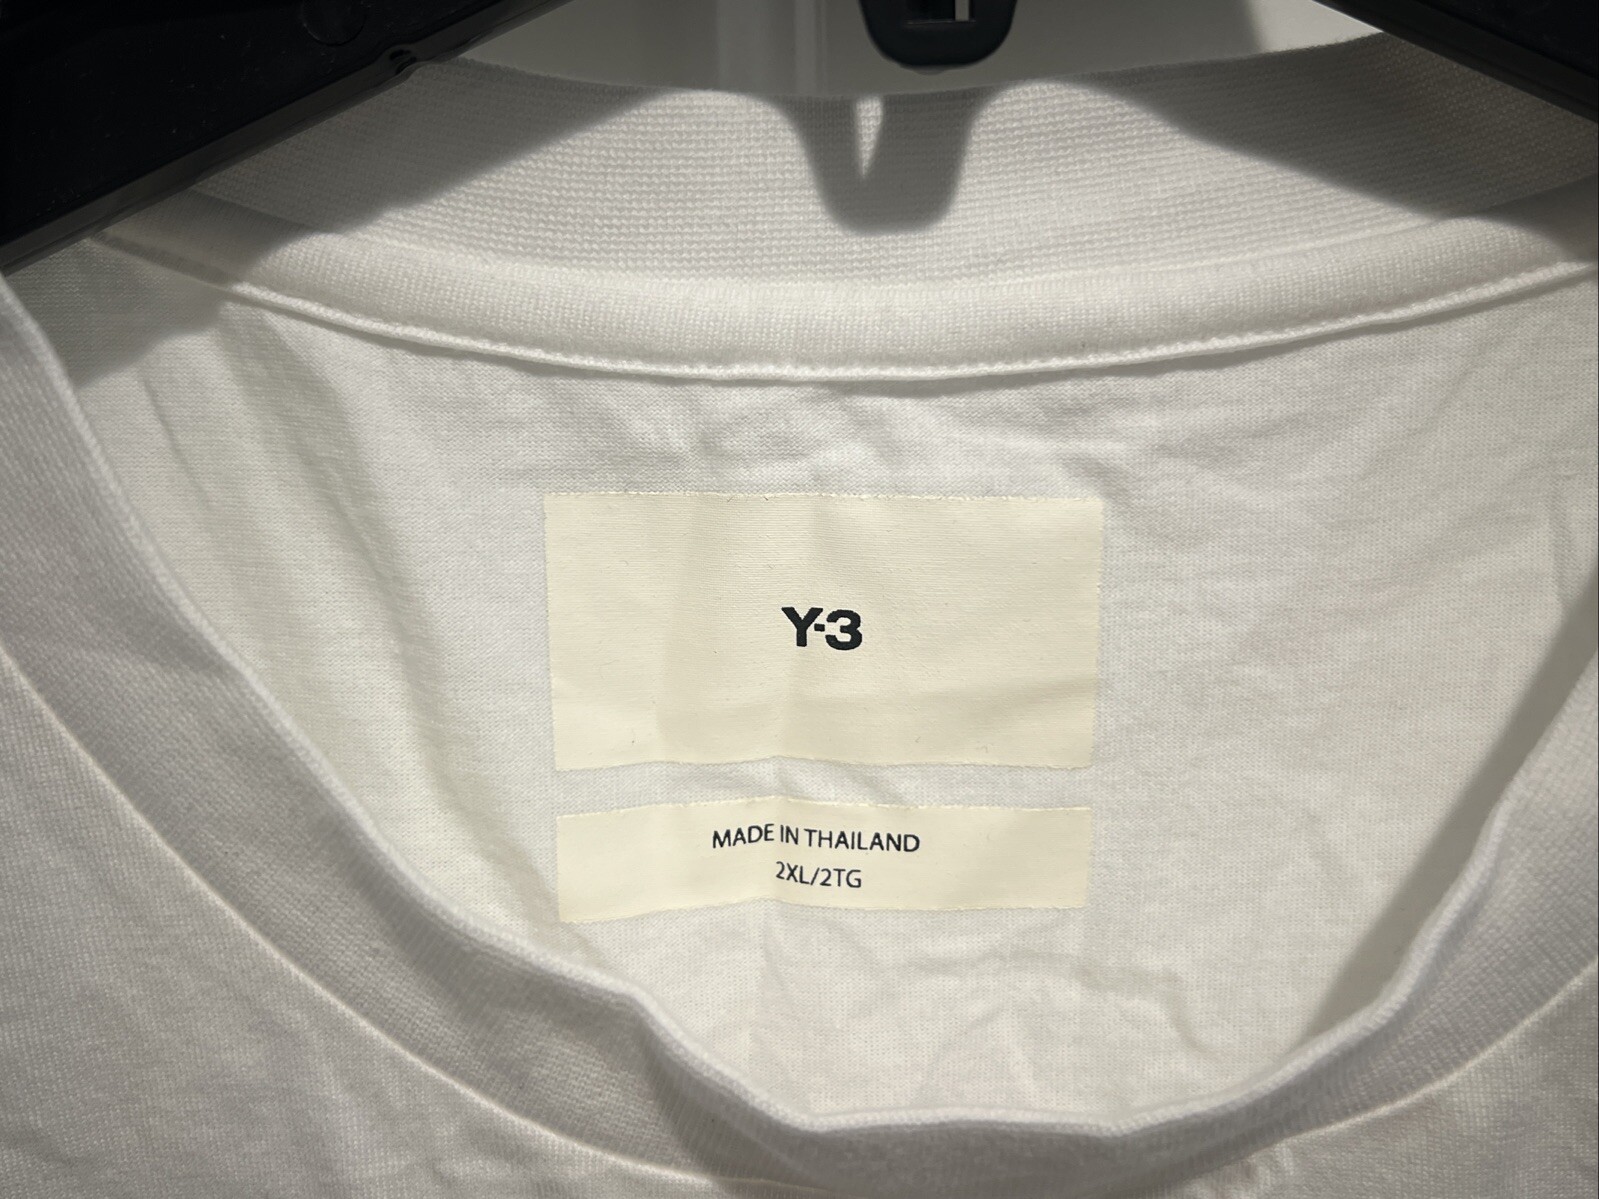 Y-3
MADE IN THAILAND
2XL/2TG